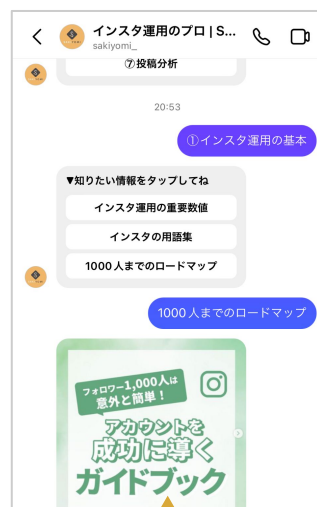 インスタ運用のプロ | S...
sakiyomi_
⑦投稿分析
20:53
①インスタ運用の基本
▼知りたい情報をタップしてね
インスタ運用の重要数値
インスタの用語集
1000人までのロードマップ
1000人までのロードマップ
フォロワー1,000人は
意外と簡単!
アカウントを
成功に導く
ガイドブック